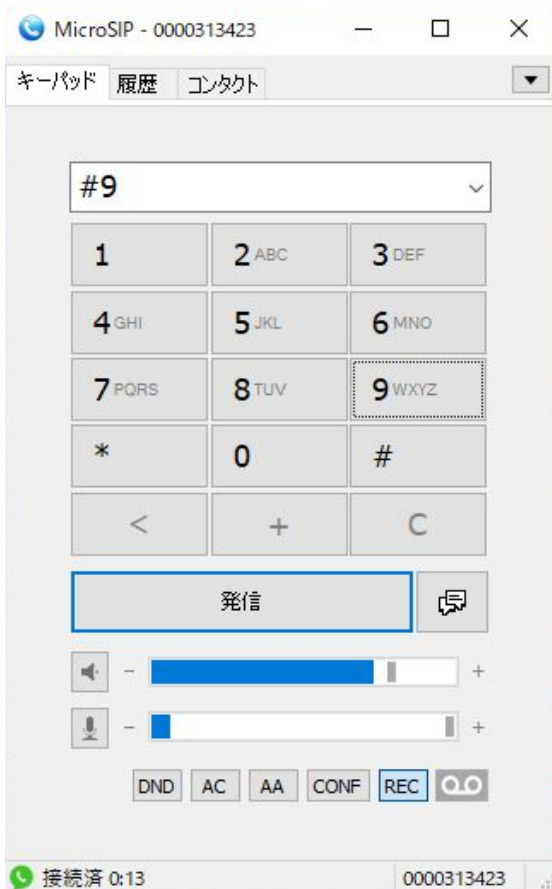 MicroSIP - 0000313423
キーパッド 履歴 コンタクト
#9
1 2 ABC 3 DEF
4 GHI 5 JKL 6 MNO
7 PQRS 8 TUV 9 WXYZ
* 0 #
< + C
発信
- +
- +
DND AC AA CONF REC
接続済 0:13 0000313423